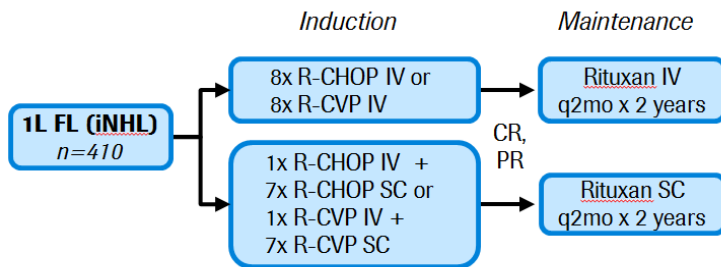 Induction
Maintenance
1L FL (iNHL)
n=410
8x R-CHOP IV or
8x R-CVP IV
1x R-CHOP IV +
7x R-CHOP SC or
1x R-CVP IV +
7x R-CVP SC
CR,
PR
Rituxan IV
q2mo x 2 years
Rituxan SC
q2mo x 2 years